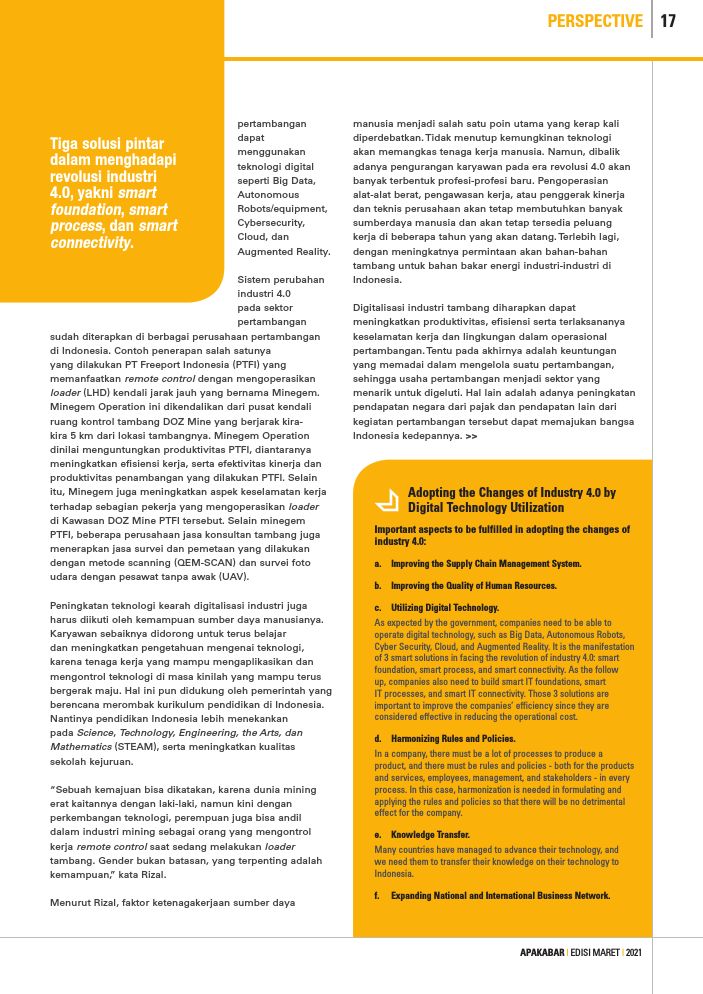 PERSPECTIVE 17
Tiga solusi pintar
dalam menghadapi
revolusi industri
4.0, yakni smart
foundation, smart
process, dan smart
connectivity.
pertambangan
dapat
menggunakan
teknologi digital
seperti Big Data,
Autonomous
Robots/equipment,
Cybersecurity,
Cloud, dan
Augmented Reality.
Sistem perubahan
industri 4.0
pada sektor
pertambangan
sudah diterapkan di berbagai perusahaan pertambangan
di Indonesia. Contoh penerapan salah satunya
yang dilakukan PT Freeport Indonesia (PTFI) yang
memanfaatkan remote control dengan mengoperasikan
loader (LHD) kendali jarak jauh yang bernama Minegem.
Minegem Operation ini dikendalikan dari pusat kendali
ruang kontrol tambang DOZ Mine yang berjarak kira-
kira 5 km dari lokasi tambangnya. Minegem Operation
dinilai menguntungkan produktivitas PTFI, diantaranya
meningkatkan efisiensi kerja, serta efektivitas kinerja dan
produktivitas penambangan yang dilakukan PTFI. Selain
itu, Minegem juga meningkatkan aspek keselamatan kerja
terhadap sebagian pekerja yang mengoperasikan loader
di Kawasan DOZ Mine PTFI tersebut. Selain minegem
PTFI, beberapa perusahaan jasa konsultan tambang juga
menerapkan jasa survei dan pemetaan yang dilakukan
dengan metode scanning (QEM-SCAN) dan survei foto
udara dengan pesawat tanpa awak (UAV).
Peningkatan teknologi kearah digitalisasi industri juga
harus diikuti oleh kemampuan sumber daya manusianya.
Karyawan sebaiknya didorong untuk terus belajar
dan meningkatkan pengetahuan mengenai teknologi,
karena tenaga kerja yang mampu mengaplikasikan dan
mengontrol teknologi di masa kinilah yang mampu terus
bergerak maju. Hal ini pun didukung oleh pemerintah yang
berencana merombak kurikulum pendidikan di Indonesia.
Nantinya pendidikan Indonesia lebih menekankan
pada Science, Technology, Engineering, the Arts, dan
Mathematics (STEAM), serta meningkatkan kualitas
sekolah kejuruan.
“Sebuah kemajuan bisa dikatakan, karena dunia mining
erat kaitannya dengan laki-laki, namun kini dengan
perkembangan teknologi, perempuan juga bisa andil
dalam industri mining sebagai orang yang mengontrol
kerja remote control saat sedang melakukan loader
tambang. Gender bukan batasan, yang terpenting adalah
kemampuan,” kata Rizal.
Menurut Rizal, faktor ketenagakerjaan sumber daya
manusia menjadi salah satu poin utama yang kerap kali
diperdebatkan. Tidak menutup kemungkinan teknologi
akan memangkas tenaga kerja manusia. Namun, dibalik
adanya pengurangan karyawan pada era revolusi 4.0 akan
banyak terbentuk profesi-profesi baru. Pengoperasian
alat-alat berat, pengawasan kerja, atau penggerak kinerja
dan teknis perusahaan akan tetap membutuhkan banyak
sumberdaya manusia dan akan tetap tersedia peluang
kerja di beberapa tahun yang akan datang. Terlebih lagi,
dengan meningkatnya permintaan akan bahan-bahan
tambang untuk bahan bakar energi industri-industri di
Indonesia.
Digitalisasi industri tambang diharapkan dapat
meningkatkan produktivitas, efisiensi serta terlaksananya
keselamatan kerja dan lingkungan dalam operasional
pertambangan. Tentu pada akhirnya adalah keuntungan
yang memadai dalam mengelola suatu pertambangan,
sehingga usaha pertambangan menjadi sektor yang
menarik untuk digeluti. Hal lain adalah adanya peningkatan
pendapatan negara dari pajak dan pendapatan lain dari
kegiatan pertambangan tersebut dapat memajukan bangsa
Indonesia kedepannya. >>
Adopting the Changes of Industry 4.0 by
Digital Technology Utilization
Important aspects to be fulfilled in adopting the changes of
industry 4.0:
a. Improving the Supply Chain Management System.
b. Improving the Quality of Human Resources.
c. Utilizing Digital Technology.
As expected by the government, companies need to be able to
operate digital technology, such as Big Data, Autonomous Robots,
Cyber Security, Cloud, and Augmented Reality. It is the manifestation
of 3 smart solutions in facing the revolution of industry 4.0: smart
foundation, smart process, and smart connectivity. As the follow
up, companies also need to build smart IT foundations, smart
IT processes, and smart IT connectivity. Those 3 solutions are
important to improve the companies’ efficiency since they are
considered effective in reducing the operational cost.
d. Harmonizing Rules and Policies.
In a company, there must be a lot of processes to produce a
product, and there must be rules and policies - both for the products
and services, employees, management, and stakeholders - in every
process. In this case, harmonization is needed in formulating and
applying the rules and policies so that there will be no detrimental
effect for the company.
e. Knowledge Transfer.
Many countries have managed to advance their technology, and
we need them to transfer their knowledge on their technology to
Indonesia.
f. Expanding National and International Business Network.
APAKABAR | EDISI MARET | 2021